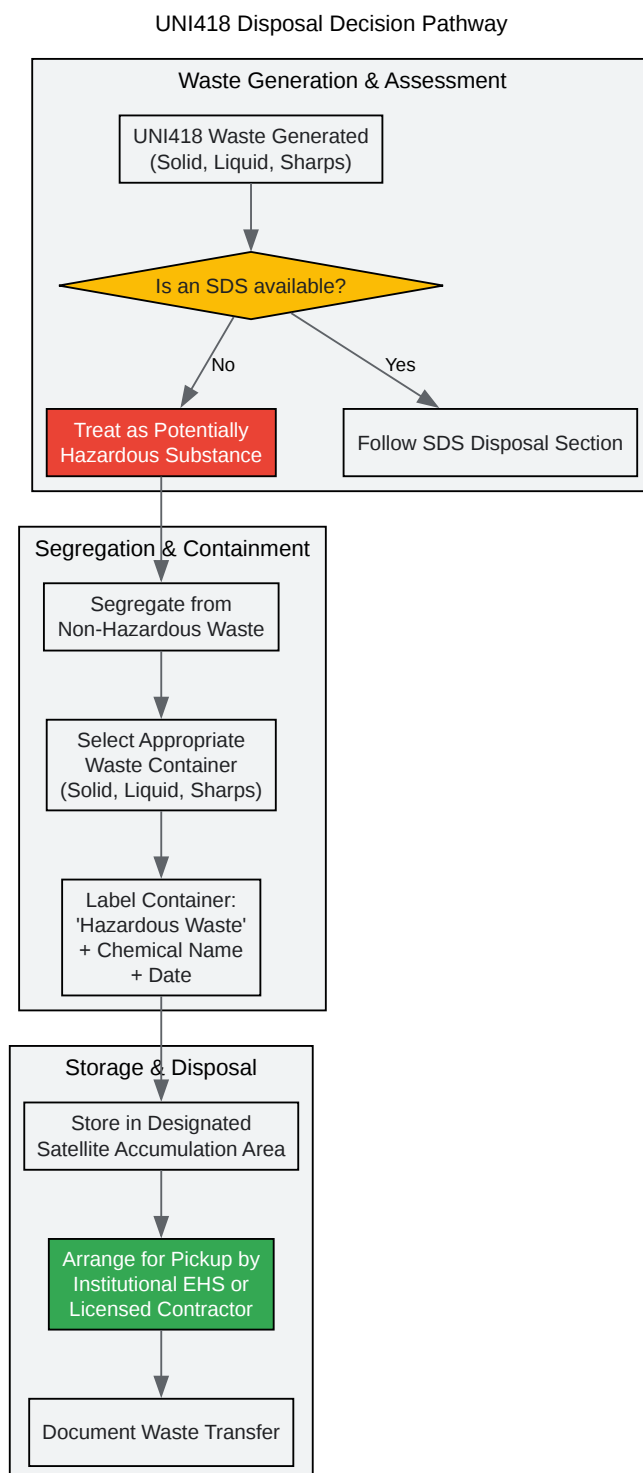 UNI418 Disposal Decision Pathway
Waste Generation & Assessment
UNI418 Waste Generated
(Solid, Liquid, Sharps)
Is an SDS available?
No
Yes
Treat as Potentially
Hazardous Substance
Follow SDS Disposal Section
Segregation & Containment
Segregate from
Non-Hazardous Waste
Select Appropriate
Waste Container
(Solid, Liquid, Sharps)
Label Container:
'Hazardous Waste'
+ Chemical Name
+ Date
Storage & Disposal
Store in Designated
Satellite Accumulation Area
Arrange for Pickup by
Institutional EHS or
Licensed Contractor
Document Waste Transfer